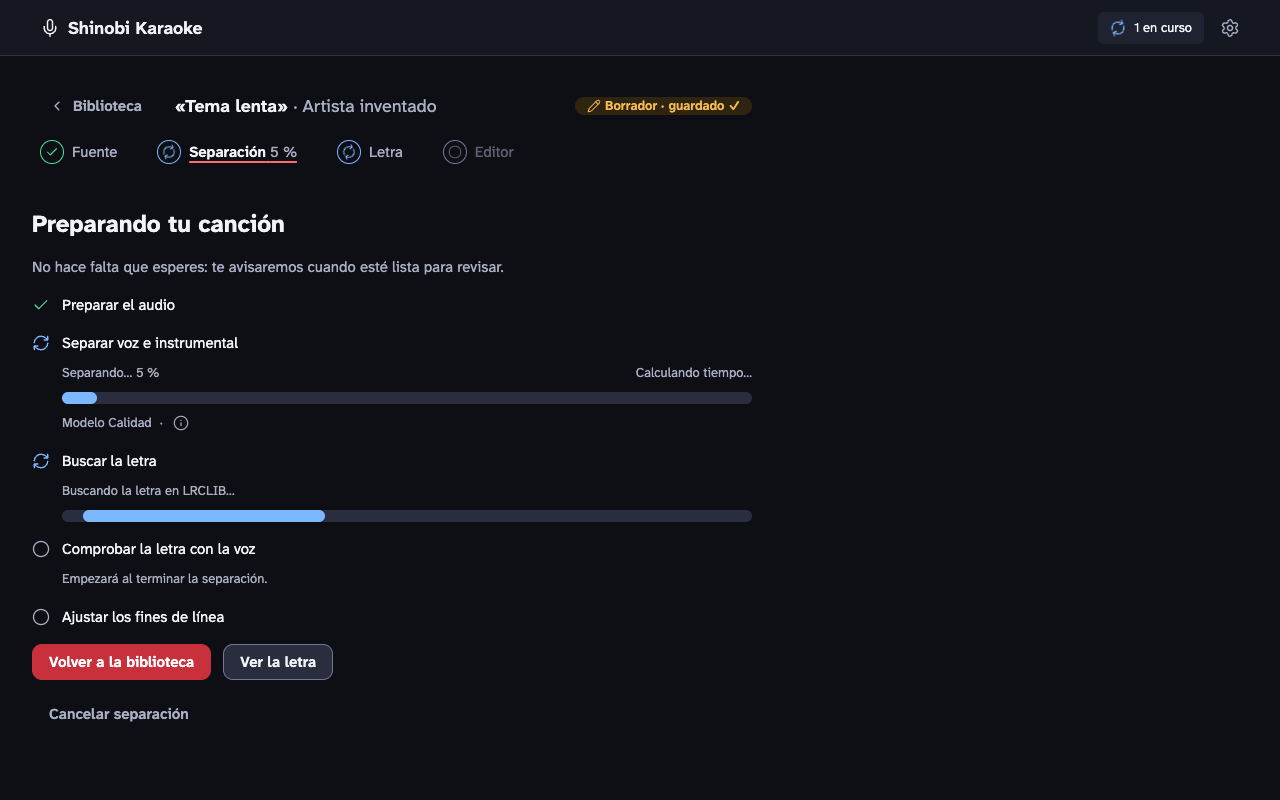 Shinobi Karaoke
1 en curso
Biblioteca
«Tema lenta» · Artista inventado
Borrador · guardado ✓
Fuente
Separación 5 %
Letra
Editor
Preparando tu canción
No hace falta que esperes: te avisaremos cuando esté lista para revisar.
Preparar el audio
Separar voz e instrumental
Separando... 5 %
Calculando tiempo...
Modelo Calidad ·
Buscar la letra
Buscando la letra en LRCLIB...
Comprobar la letra con la voz
Empezará al terminar la separación.
Ajustar los fines de línea
Volver a la biblioteca
Ver la letra
Cancelar separación